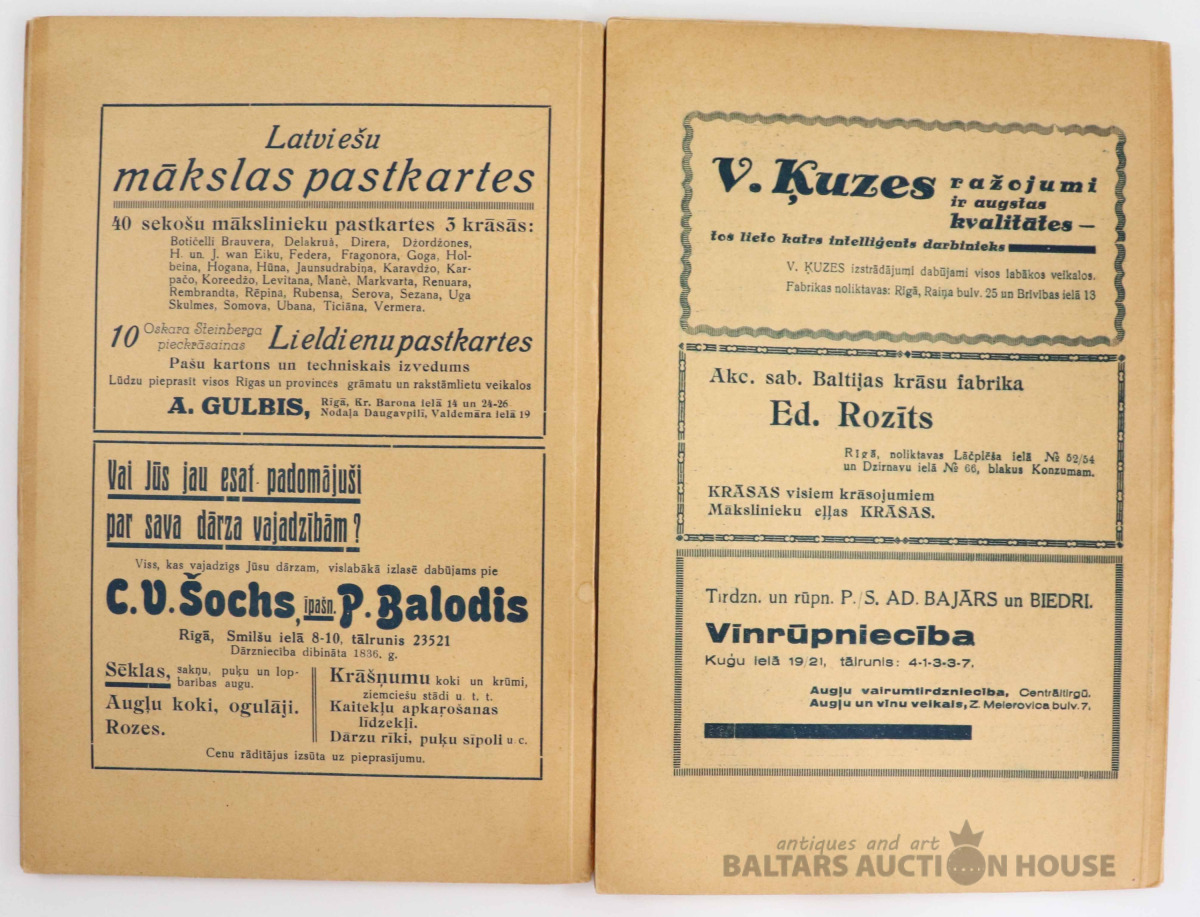 Latviešu
mākslas pastkartes
40 sekošu mākslinieku pastkartes 3 krāsās:
Botičelli Brauvera, Delakruà, Direra, Džordžones,
H. un. J. wan Eiku, Federa, Fragonora, Goga, Hol-
beina, Hogana, Hūna, Jaunsudrabiņa, Karavdžo, Kar-
pačo, Koreedžo, Levitana, Manè, Markvarta, Renuara,
Rembrandta, Rēpina, Rubensa, Serova, Sezana, Uga
Skulmes, Somova, Ubana, Ticiāna, Vermera.
10 Oskara Šteinberga
pieckrāsainas Lieldienu pastkartes
Pašu kartons un techniskais izvedums
Lūdzu pieprasīt visos Rīgas un provincēs grāmatu un rakstāmlietu veikalos
A. GULBIS, Rīgā, Kr. Barona ielā 14 un 24-26
Nodaļa Daugavpilī, Valdemāra ielā 19
Vai Jūs jau esat padomājuši
par sava dārza vajadzībām?
Viss, kas vajadzīgs Jūsu dārzam, vislabākā izlasē dabūjams pie
C.V. Šochs, īpašn. P. Balodis
Rīgā, Smilšu ielā 8-10, tālrunis 23521
Dārzniecība dibināta 1836. g.
Sēklas, sakņu, puķu un lop-
barības augu.
Augļu koki, ogulāji.
Rozes.
Krāšņumu koki un krūmi,
ziemciešu stādi u. t. t.
Kaitekļu apkaŗošanas
līdzekļi.
Dārzu rīki, puķu sīpoli u c.
Cenu rādītājus izsūta uz pieprasījumu.
V. Ķuzes ražojumi
ir augstas
kvalitātes —
tos lieto katrs intelliģents darbinieks
V. ĶUZES izstrādājumi dabūjami visos labākos veikalos.
Fabrikas noliktavas: Rīgā, Raiņa bulv. 25 un Brīvības ielā 13
Akc. sab. Baltijas krāsu fabrika
Ed. Rozīts
Rīgā, noliktavas Lāčplēša ielā № 52/54
un Dzirnavu ielā № 66, blakus Konzumam.
KRĀSAS visiem krāsojumiem
Mākslinieku eļļas KRĀSAS.
Tirdzn. un rūpn. P./S. AD. BAJĀRS un BIEDRI.
Vīnrūpniecība
Kuģu ielā 19/21, tālrunis: 4-1-3-3-7.
Augļu vairumtirdzniecība, Centrāltirgū.
Augļu un vīnu veikals, Z. Meierovica bulv. 7.
antiques and art
BALTARS AUCTION HOUSE